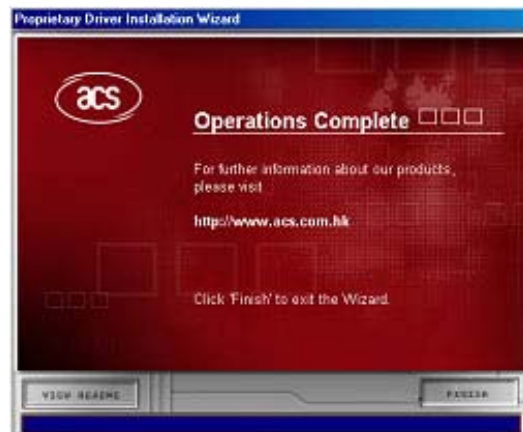 Proprietary Driver Installation Wizard
acs
Operations Complete
For further information about our products,
please visit
http://www.acs.com.hk
Click 'Finish' to exit the Wizard.
VIEW README
FINISH